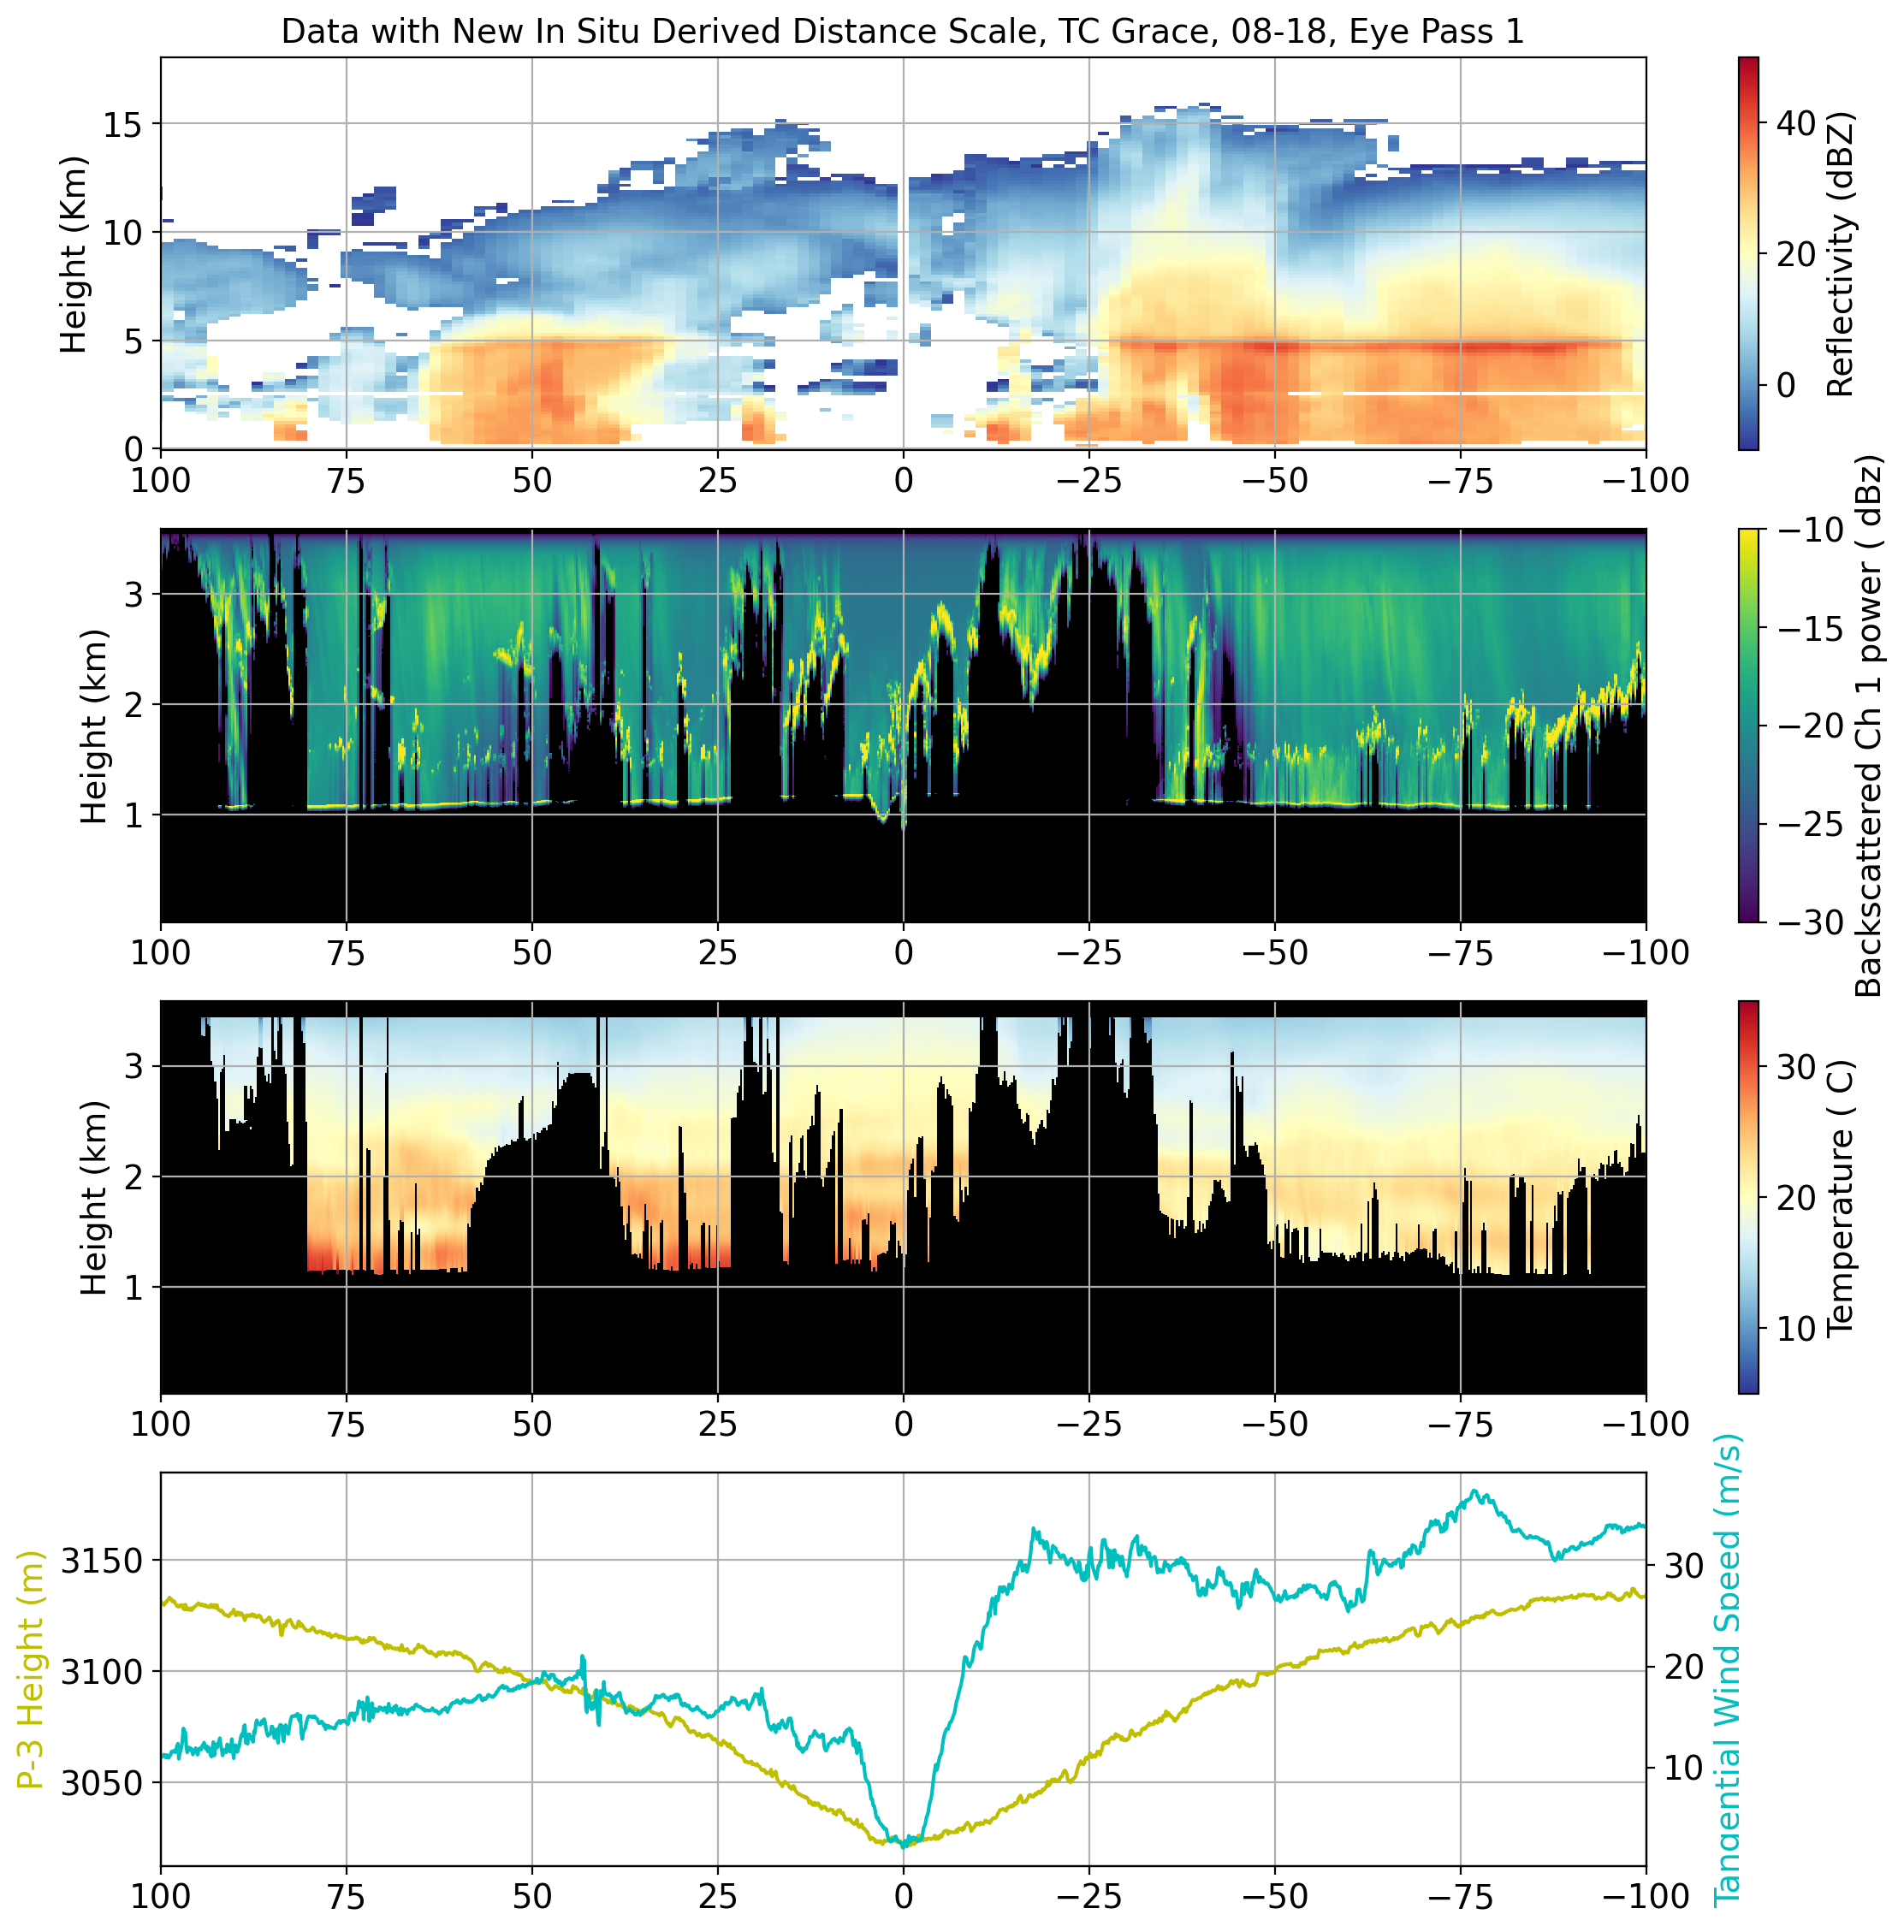 Data with New In Situ Derived Distance Scale, TC Grace, 08-18, Eye Pass 1
Height (Km)
15
10
5
0
100 75 50 25 0 −25 −50 −75 −100
40
20
0
Reflectivity (dBZ)
Height (km)
3
2
1
100 75 50 25 0 −25 −50 −75 −100
−10
−15
−20
−25
−30
Backscattered Ch 1 power ( dBz)
Height (km)
3
2
1
100 75 50 25 0 −25 −50 −75 −100
30
20
10
Temperature ( C)
P-3 Height (m)
3150
3100
3050
100 75 50 25 0 −25 −50 −75 −100
30
20
10
Tangential Wind Speed (m/s)